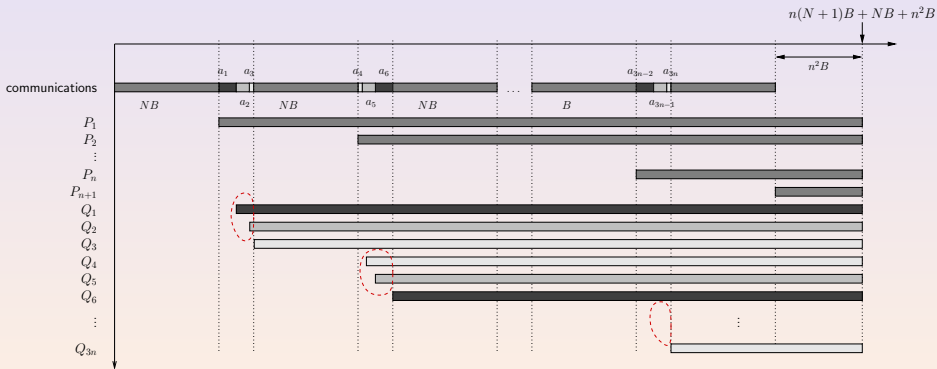 n(N + 1)B + NB + n²B
n²B
a₁ a₃ a₄ a₆ a₃ₙ₋₂ a₃ₙ
communications ...
NB a₂ NB a₅ NB B a₃ₙ₋₁
P₁
P₂
⋮
Pₙ
Pₙ₊₁
Q₁
Q₂
Q₃
Q₄
Q₅
Q₆
⋮ ⋮
Q₃ₙ